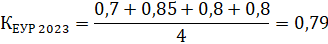 К_ЕУР 2023 = (0,7 + 0,85 + 0,8 + 0,8) / 4 = 0,79